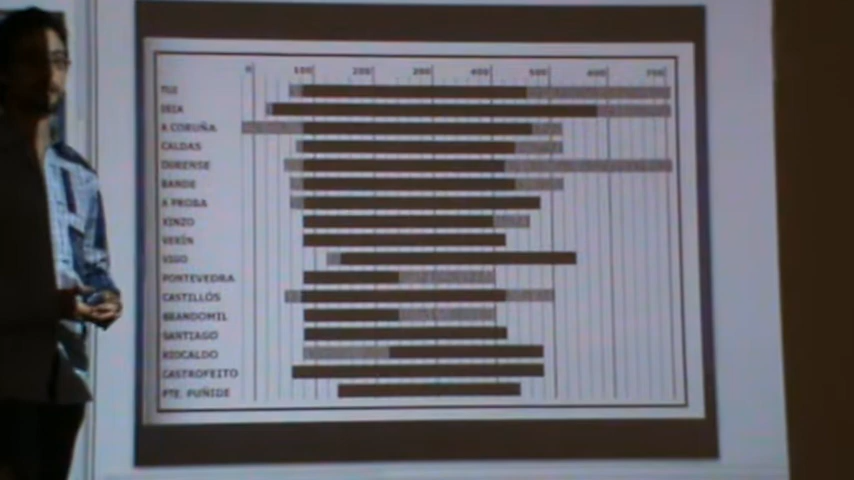 0 100 200 300 400 500 600 700
TUI
IRIA
A CORUÑA
CALDAS
OURENSE
BANDE
A PROBA
XINZO
VERÍN
VIGO
PONTEVEDRA
CASTILLÓS
BRANDOMIL
SANTIAGO
RIOCALDO
CASTROFEITO
PTE. PUÑIDE